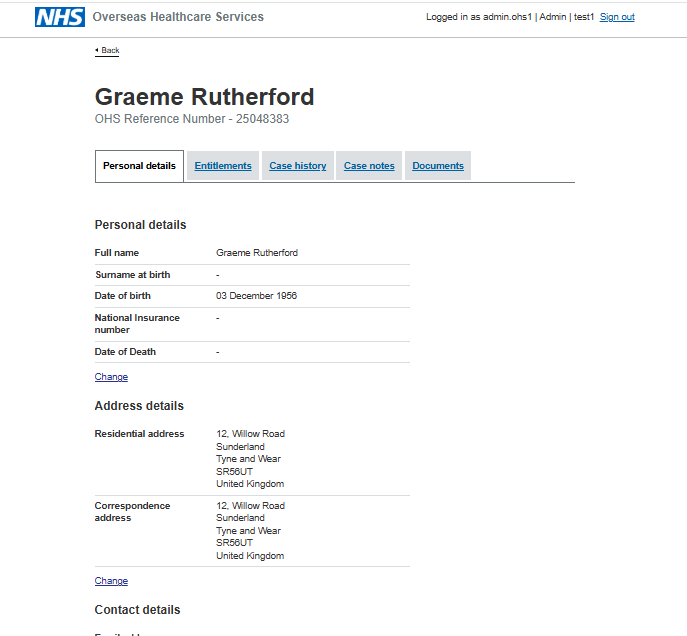 NHS Overseas Healthcare Services
Logged in as admin.ohs1 | Admin | test1 Sign out
Back
Graeme Rutherford
OHS Reference Number - 25048383
Personal details Entitlements Case history Case notes Documents
Personal details
Full name Graeme Rutherford
Surname at birth -
Date of birth 03 December 1956
National Insurance -
number
Date of Death -
Change
Address details
Residential address 12, Willow Road
Sunderland
Tyne and Wear
SR56UT
United Kingdom
Correspondence 12, Willow Road
address Sunderland
Tyne and Wear
SR56UT
United Kingdom
Change
Contact details